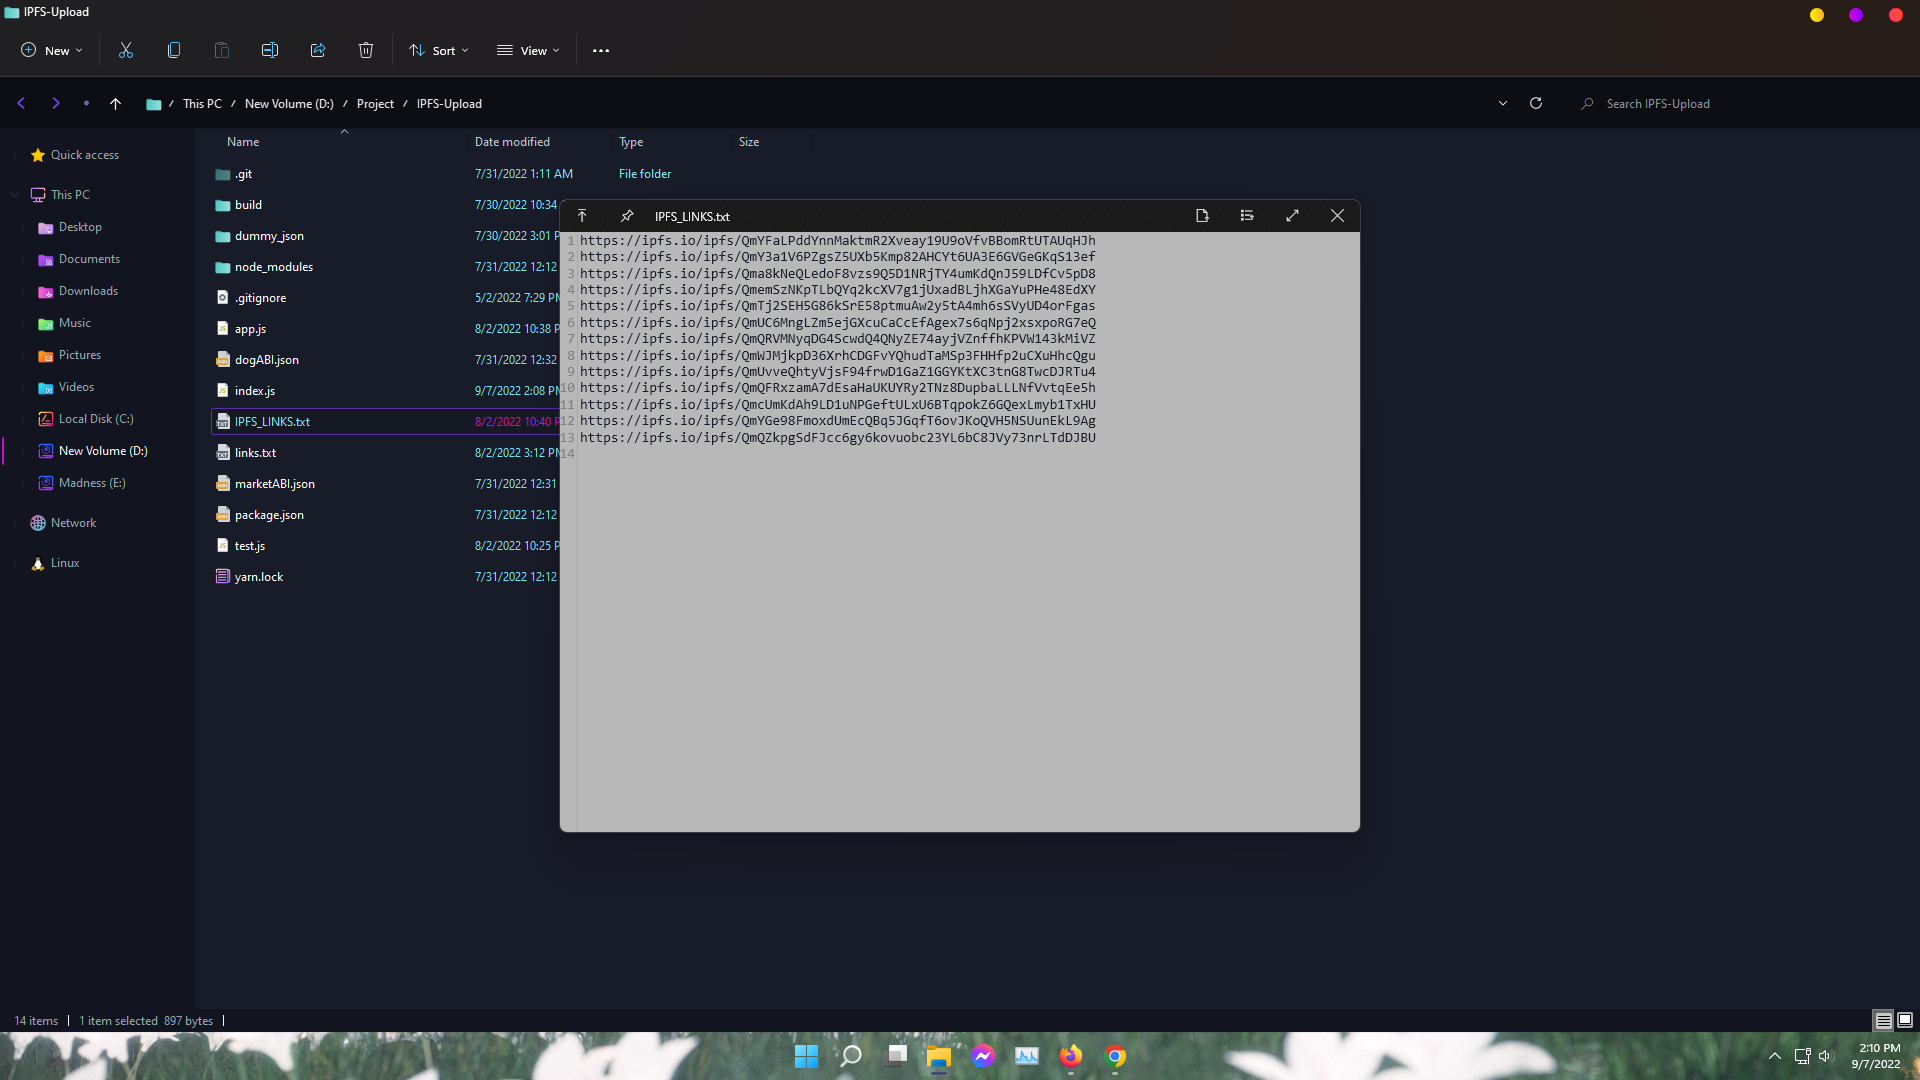 IPFS-Upload
New
Sort
View
This PC / New Volume (D:) / Project / IPFS-Upload
Search IPFS-Upload
Quick access
This PC
Desktop
Documents
Downloads
Music
Pictures
Videos
Local Disk (C:)
New Volume (D:)
Madness (E:)
Network
Linux
Name Date modified Type Size
.git 7/31/2022 1:11 AM File folder
build 7/30/2022 10:34
dummy_json 7/30/2022 3:01 P
node_modules 7/31/2022 12:12
.gitignore 5/2/2022 7:29 PM
app.js 8/2/2022 10:38 P
dogABI.json 7/31/2022 12:32
index.js 9/7/2022 2:08 PM
IPFS_LINKS.txt 8/2/2022 10:40 P
links.txt 8/2/2022 3:12 PM
marketABI.json 7/31/2022 12:31
package.json 7/31/2022 12:12
test.js 8/2/2022 10:25 P
yarn.lock 7/31/2022 12:12
IPFS_LINKS.txt
1 https://ipfs.io/ipfs/QmYFaLPddYnnMaktmR2Xveay19U9oVfvBBomRtUTAUqHJh
2 https://ipfs.io/ipfs/QmY3a1V6PZgsZ5UXb5Kmp82AHCYt6UA3E6GVGeGKqS13ef
3 https://ipfs.io/ipfs/Qma8kNeQLedoF8vzs9Q5D1NRjTY4umKdQnJ59LDfCv5pD8
4 https://ipfs.io/ipfs/QmemSzNKpTLbQYq2kcXV7g1jUxadBLjhXGaYuPHe48EdXY
5 https://ipfs.io/ipfs/QmTj2SEH5G86kSrE58ptmuAw2y5tA4mh6sSVyUD4orFgas
6 https://ipfs.io/ipfs/QmUC6MngLZm5ejGXcuCaCcEfAgex7s6qNpj2xsxpoRG7eQ
7 https://ipfs.io/ipfs/QmQRVMNyqDG4ScwdQ4QNyZE74ayjVZnffhKPVW143kMiVZ
8 https://ipfs.io/ipfs/QmWJMjkpD36XrhCDGFvYQhudTaMSp3FHHfp2uCXuHhcQgu
9 https://ipfs.io/ipfs/QmUvveQhtyVjsF94frwD1GaZ1GGYKtXC3tnG8TwcDJRTu4
10 https://ipfs.io/ipfs/QmQFRxzamA7dEsaHaUKUYRy2TNz8DupbaLLLNfVvtqEe5h
11 https://ipfs.io/ipfs/QmcUmKdAh9LD1uNPGeftULxU6BTqpokZ6GQexLmyb1TxHU
12 https://ipfs.io/ipfs/QmYGe98FmoxdUmEcQBq5JGqfT6ovJKoQVH5NSUunEkL9Ag
13 https://ipfs.io/ipfs/QmQZkpgSdFJcc6gy6kovuobc23YL6bC8JVy73nrLTdDJBU
14
14 items 1 item selected 897 bytes
2:10 PM
9/7/2022